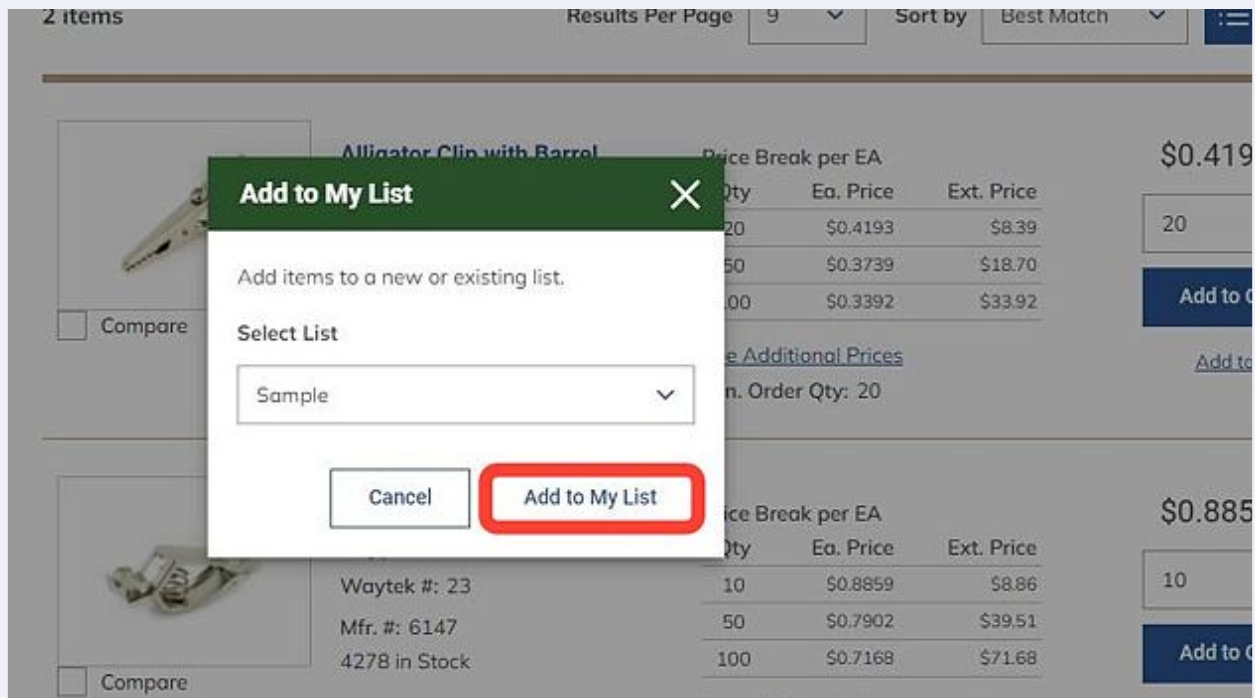 2 items Results Per Page 9 Sort by Best Match
Alligator Clip with Barrel
Price Break per EA
$0.419
Qty Ea. Price Ext. Price
20 $0.4193 $8.39
50 $0.3739 $18.70
100 $0.3392 $33.92
20
Add to
Additional Prices
Add to
Order Qty: 20
Compare
Add to My List
Add items to a new or existing list.
Select List
Sample
Cancel Add to My List
Waytek #: 23
Mfr. #: 6147
4278 in Stock
Price Break per EA
$0.885
Qty Ea. Price Ext. Price
10 $0.8859 $8.86
50 $0.7902 $39.51
100 $0.7168 $71.68
10
Add to
Compare